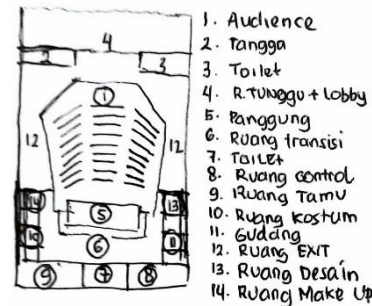 4
2
3
1
12
12
14
13
5
10
11
6
9
7
8
1. Audience
2. Tangga
3. Toilet
4. R. Tunggu + Lobby
5. Panggung
6. Ruang transisi
7. Toilet
8. Ruang control
9. Ruang Tamu
10. Ruang kostum
11. Gudang
12. Ruang EXIT
13. Ruang Desain
14. Ruang Make Up